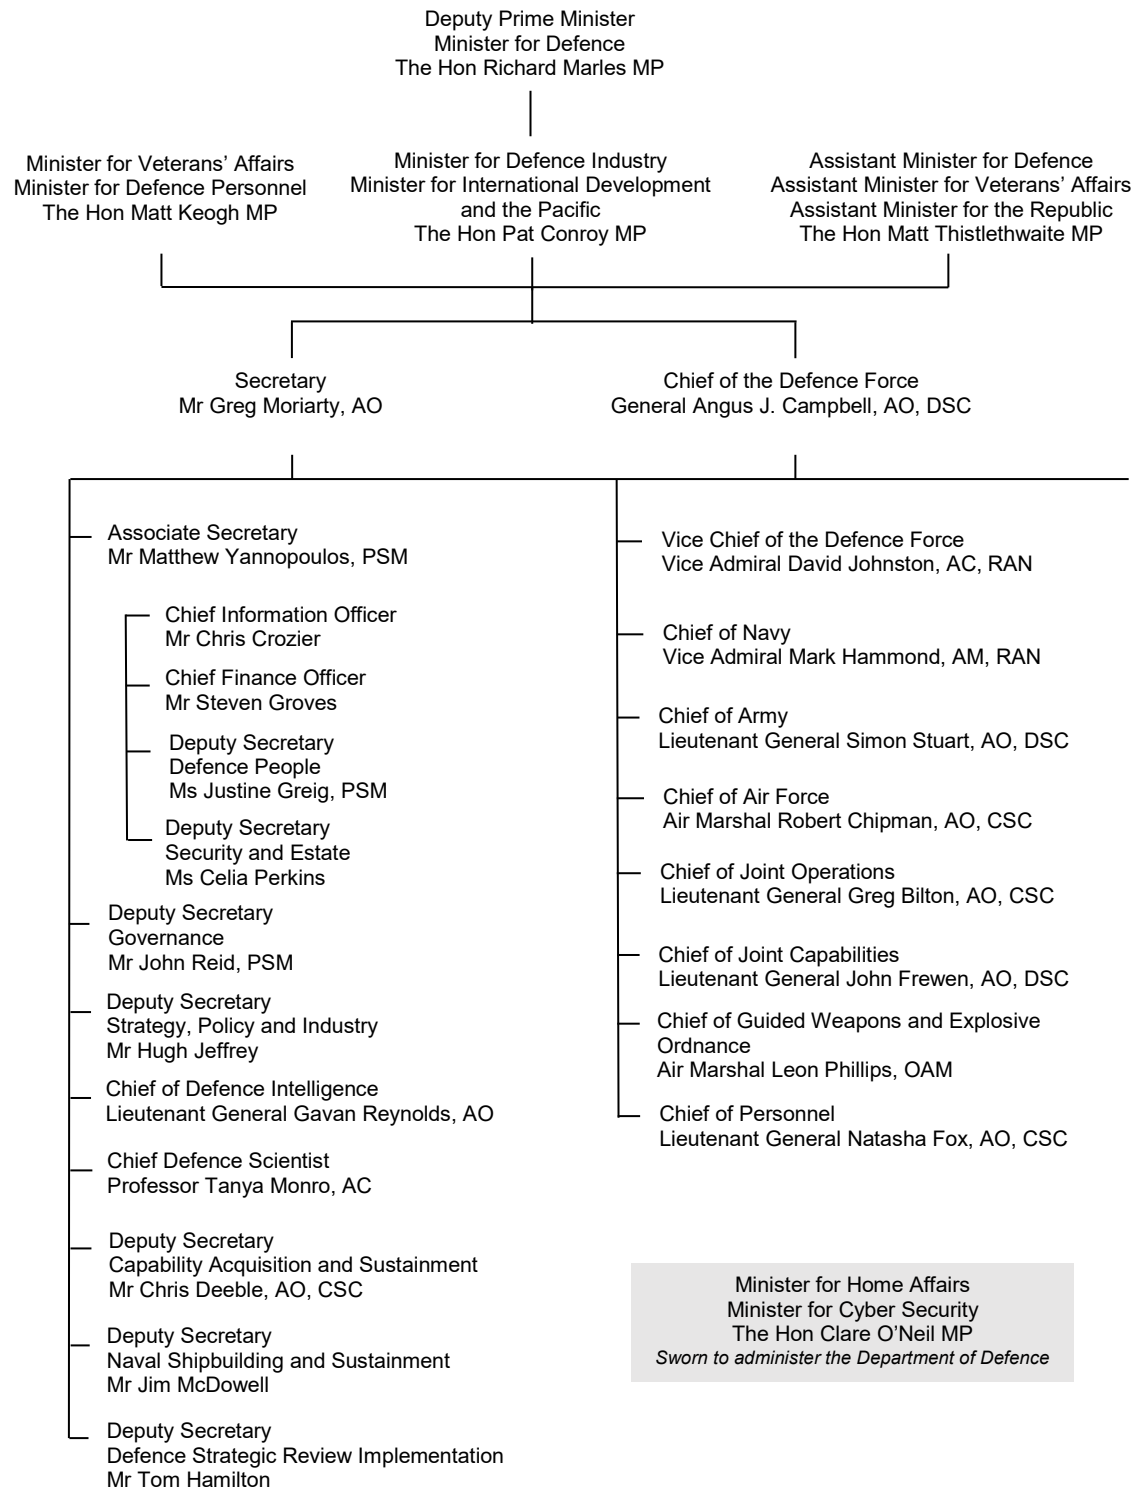 Deputy Prime Minister
Minister for Defence
The Hon Richard Marles MP
Minister for Veterans’ Affairs
Minister for Defence Personnel
The Hon Matt Keogh MP
Minister for Defence Industry
Minister for International Development
and the Pacific
The Hon Pat Conroy MP
Assistant Minister for Defence
Assistant Minister for Veterans’ Affairs
Assistant Minister for the Republic
The Hon Matt Thistlethwaite MP
Secretary
Mr Greg Moriarty, AO
Chief of the Defence Force
General Angus J. Campbell, AO, DSC
Associate Secretary
Mr Matthew Yannopoulos, PSM
Chief Information Officer
Mr Chris Crozier
Chief Finance Officer
Mr Steven Groves
Deputy Secretary
Defence People
Ms Justine Greig, PSM
Deputy Secretary
Security and Estate
Ms Celia Perkins
Deputy Secretary
Governance
Mr John Reid, PSM
Deputy Secretary
Strategy, Policy and Industry
Mr Hugh Jeffrey
Chief of Defence Intelligence
Lieutenant General Gavan Reynolds, AO
Chief Defence Scientist
Professor Tanya Monro, AC
Deputy Secretary
Capability Acquisition and Sustainment
Mr Chris Deeble, AO, CSC
Deputy Secretary
Naval Shipbuilding and Sustainment
Mr Jim McDowell
Deputy Secretary
Defence Strategic Review Implementation
Mr Tom Hamilton
Vice Chief of the Defence Force
Vice Admiral David Johnston, AC, RAN
Chief of Navy
Vice Admiral Mark Hammond, AM, RAN
Chief of Army
Lieutenant General Simon Stuart, AO, DSC
Chief of Air Force
Air Marshal Robert Chipman, AO, CSC
Chief of Joint Operations
Lieutenant General Greg Bilton, AO, CSC
Chief of Joint Capabilities
Lieutenant General John Frewen, AO, DSC
Chief of Guided Weapons and Explosive
Ordnance
Air Marshal Leon Phillips, OAM
Chief of Personnel
Lieutenant General Natasha Fox, AO, CSC
Minister for Home Affairs
Minister for Cyber Security
The Hon Clare O’Neil MP
Sworn to administer the Department of Defence